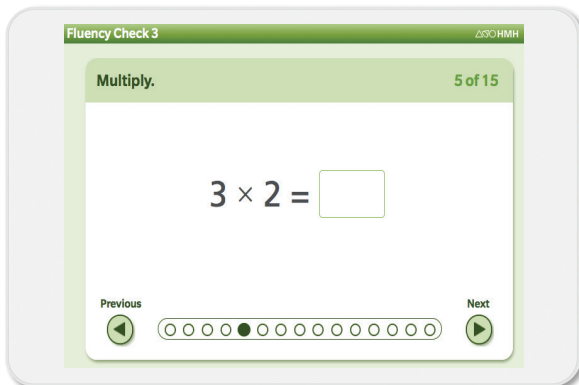 Fluency Check 3
HMH
Multiply.
5 of 15
3 × 2 =
Previous
Next